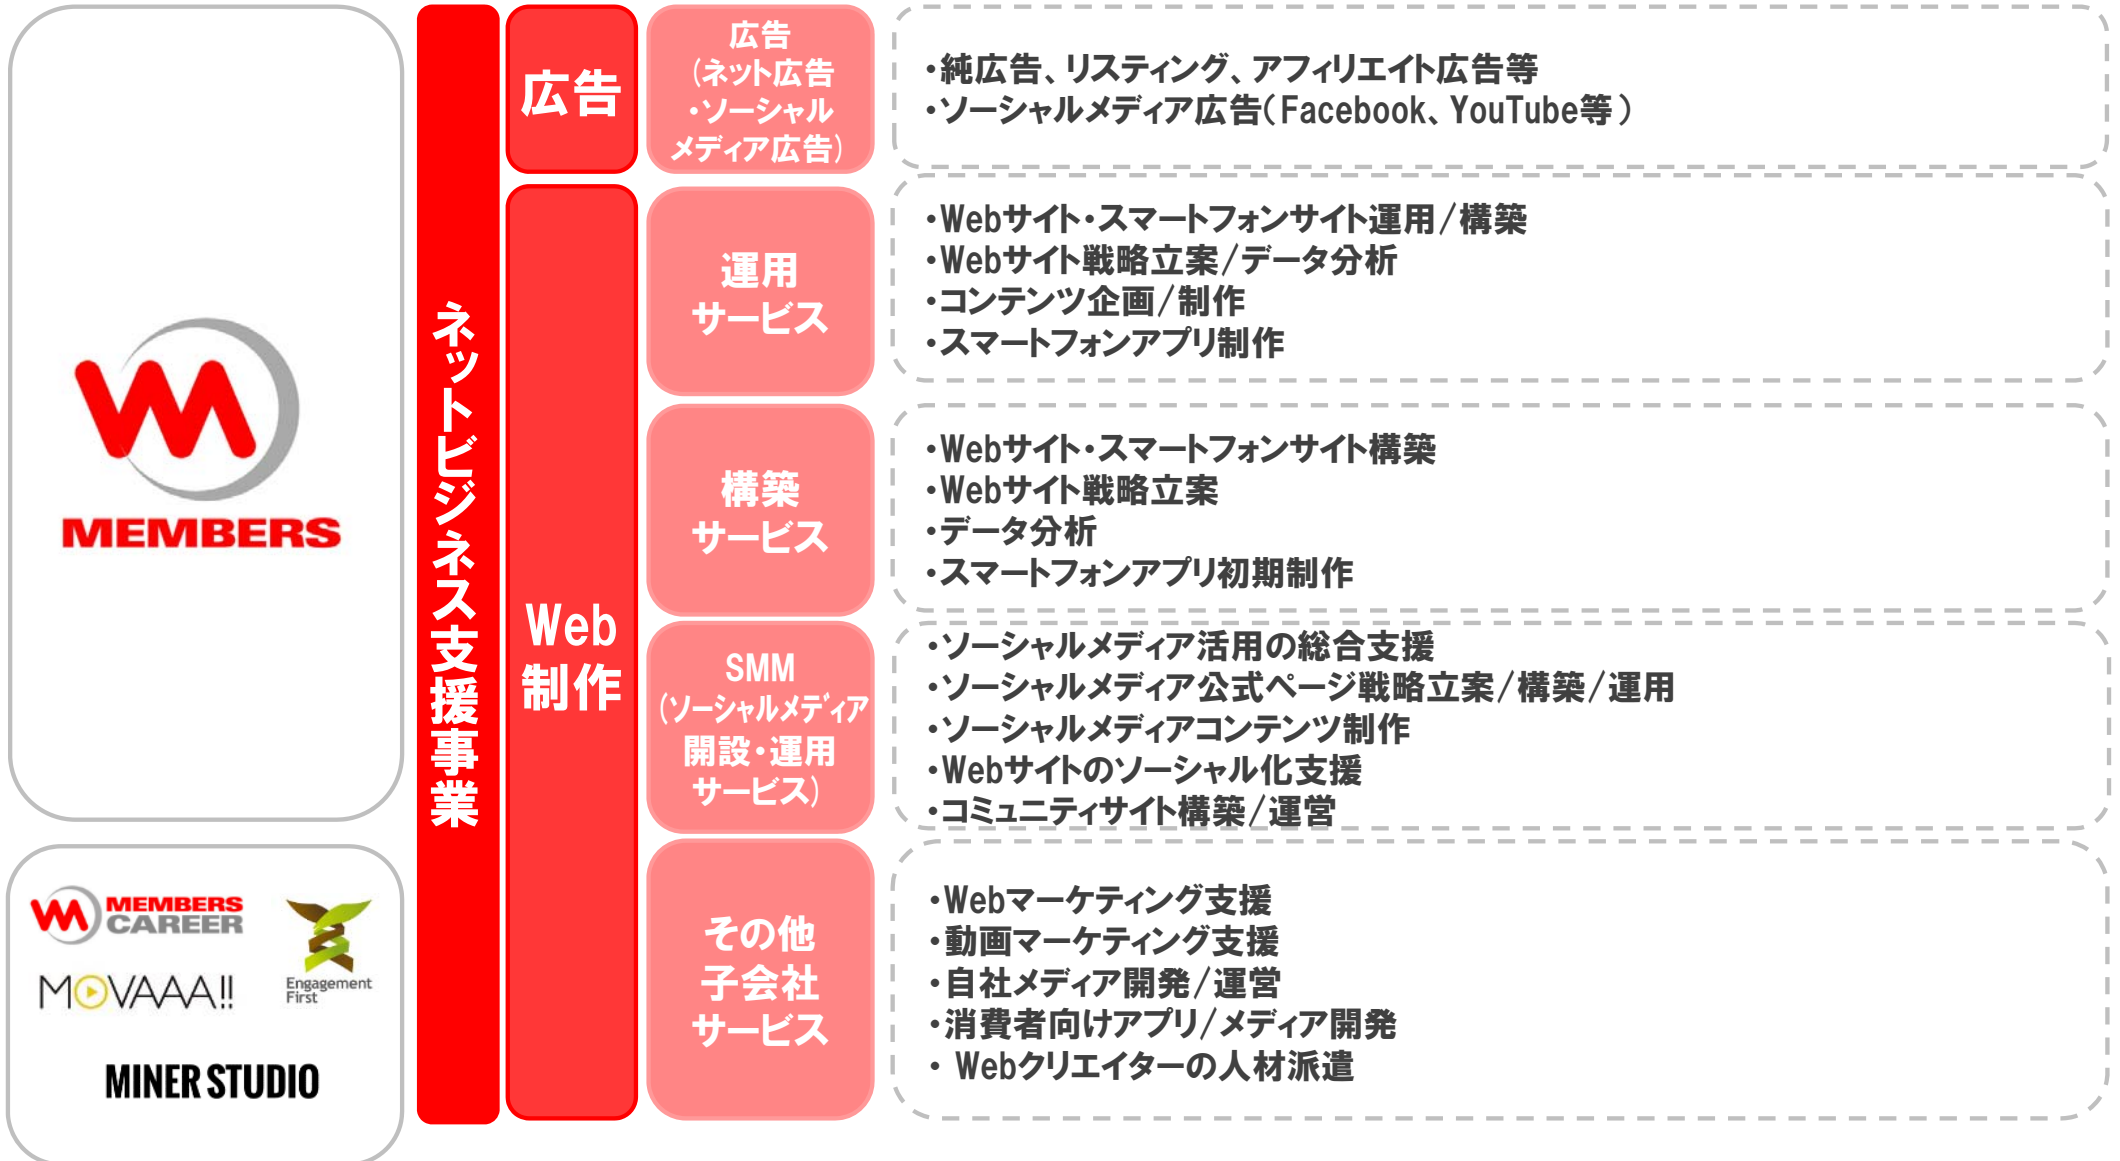 MEMBERS
MEMBERS
CAREER
Engagement
First
MOVAAA!!
MINER STUDIO
ネットビジネス支援事業
広告
広告
(ネット広告
・ソーシャル
メディア広告)
・純広告、リスティング、アフィリエイト広告等
・ソーシャルメディア広告(Facebook、YouTube等)
Web
制作
運用
サービス
・Webサイト・スマートフォンサイト運用/構築
・Webサイト戦略立案/データ分析
・コンテンツ企画/制作
・スマートフォンアプリ制作
構築
サービス
・Webサイト・スマートフォンサイト構築
・Webサイト戦略立案
・データ分析
・スマートフォンアプリ初期制作
SMM
(ソーシャルメディア
開設・運用
サービス)
・ソーシャルメディア活用の総合支援
・ソーシャルメディア公式ページ戦略立案/構築/運用
・ソーシャルメディアコンテンツ制作
・Webサイトのソーシャル化支援
・コミュニティサイト構築/運営
その他
子会社
サービス
・Webマーケティング支援
・動画マーケティング支援
・自社メディア開発/運営
・消費者向けアプリ/メディア開発
・ Webクリエイターの人材派遣